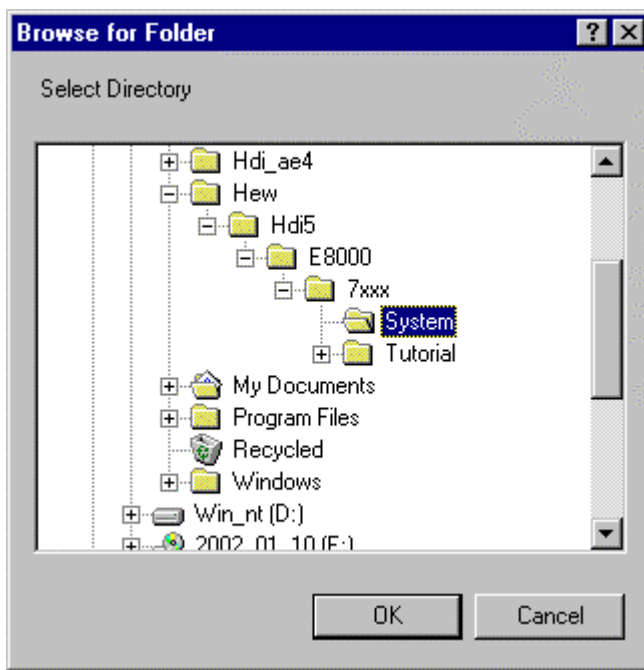 Browse for Folder
Select Directory
Hdi_ae4
Hew
Hdi5
E8000
7xxx
System
Tutorial
My Documents
Program Files
Recycled
Windows
Win_nt (D:)
2002_01_10 (E:)
OK
Cancel